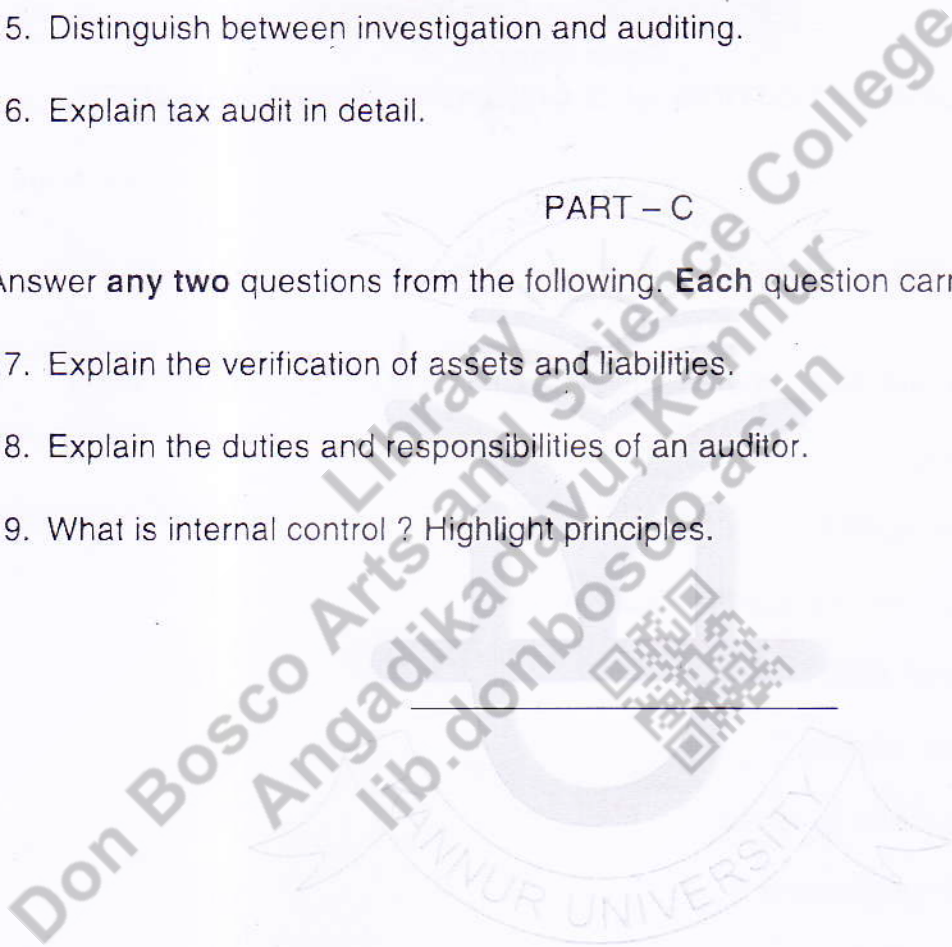 5. Distinguish between investigation and auditing.
6. Explain tax audit in detail.
PART – C
Answer any two questions from the following. Each question carr
7. Explain the verification of assets and liabilities.
8. Explain the duties and responsibilities of an auditor.
9. What is internal control ? Highlight principles.
Library
Don Bosco Arts and Science College
Angadikadavu, Kannur
lib.donbosco.ac.in
ANNUR UNIVERSITY